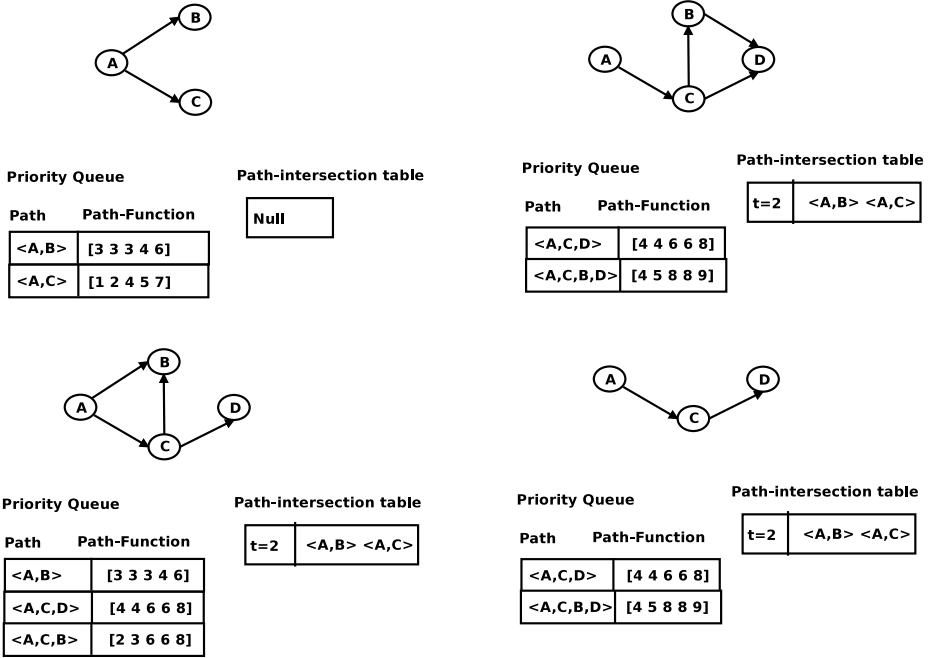 B
A
C
Priority Queue
Path-intersection table
Path Path-Function
Null
<A,B> [3 3 3 4 6]
<A,C> [1 2 4 5 7]
B
A
D
C
Priority Queue
Path-intersection table
Path Path-Function
t=2 <A,B> <A,C>
<A,C,D> [4 4 6 6 8]
<A,C,B,D> [4 5 8 8 9]
B
A
D
C
Priority Queue
Path-intersection table
Path Path-Function
t=2 <A,B> <A,C>
<A,B> [3 3 3 4 6]
<A,C,D> [4 4 6 6 8]
<A,C,B> [2 3 6 6 8]
A
D
C
Priority Queue
Path-intersection table
Path Path-Function
t=2 <A,B> <A,C>
<A,C,D> [4 4 6 6 8]
<A,C,B,D> [4 5 8 8 9]